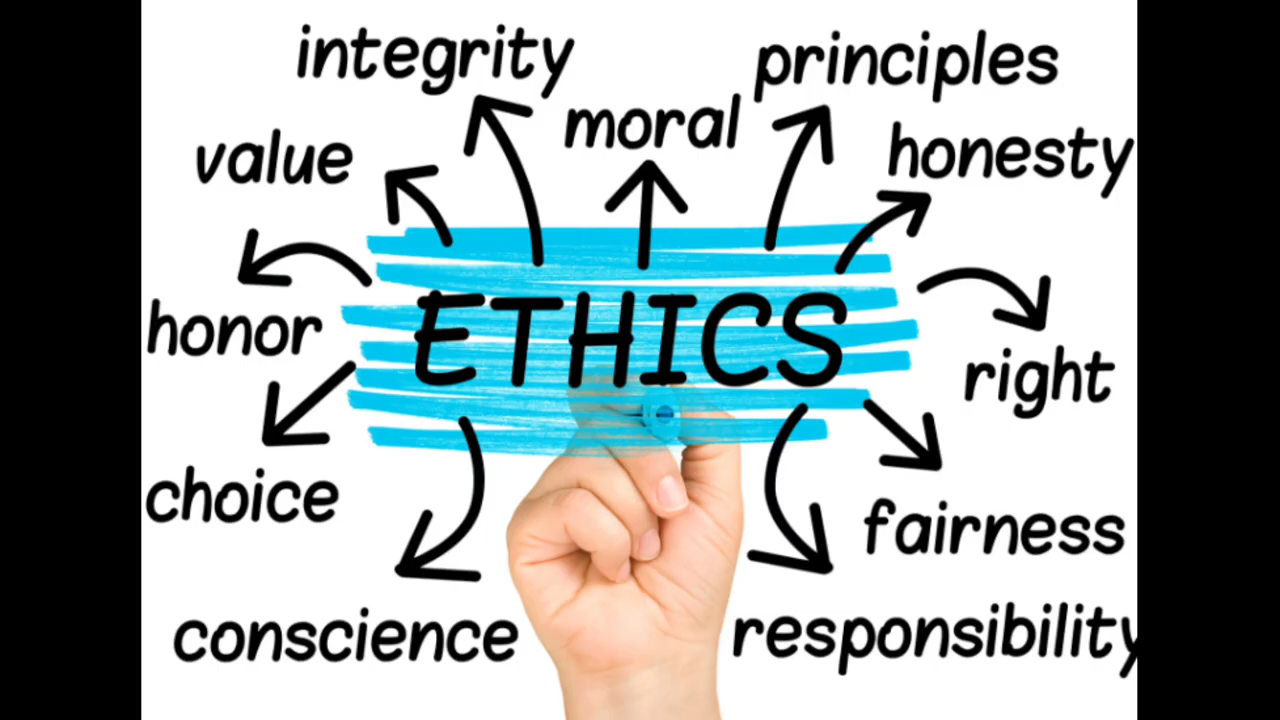 integrity
principles
moral
honesty
value
ETHICS
honor
right
choice
fairness
conscience
responsibility